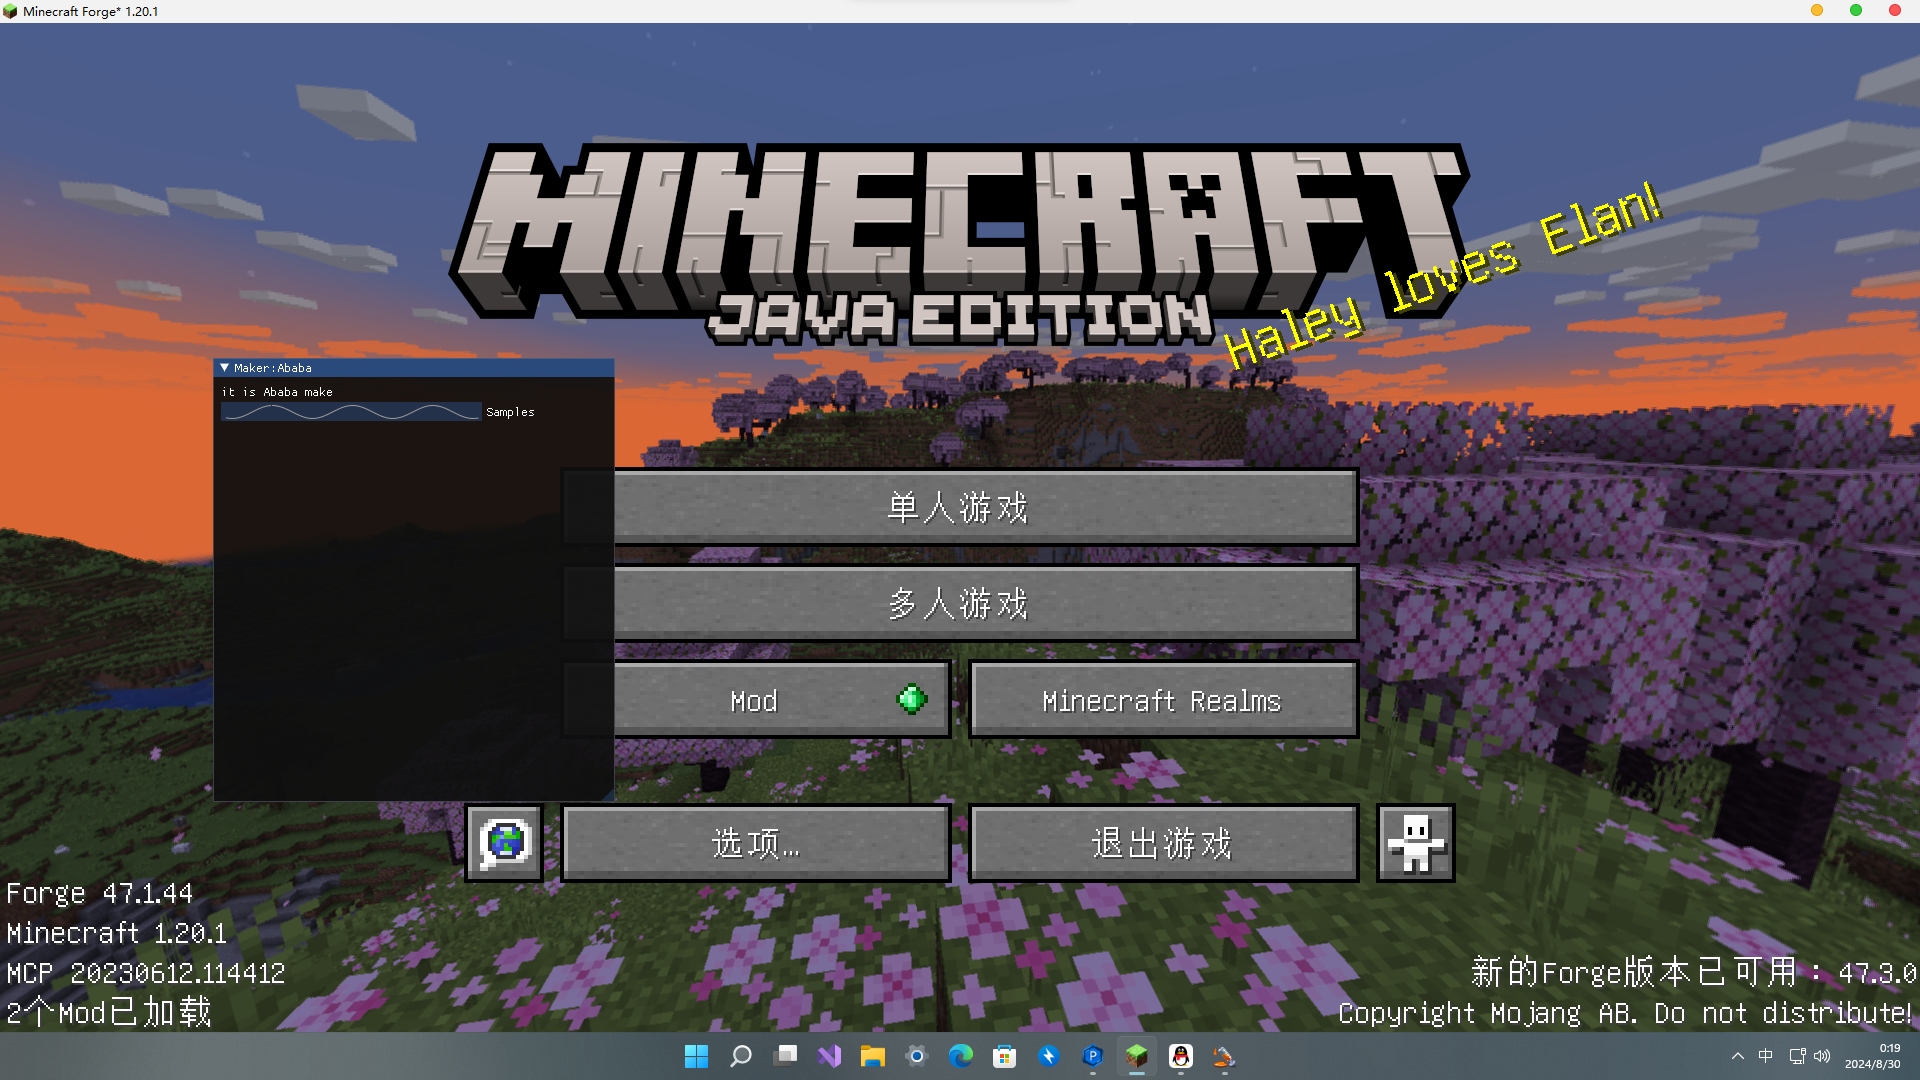 Minecraft Forge* 1.20.1
MINECRAFT
JAVA EDITION
Haley loves Elan!
Maker:Ababa
it is Ababa make
Samples
单人游戏
多人游戏
Mod
Minecraft Realms
选项...
退出游戏
Forge 47.1.44
Minecraft 1.20.1
MCP 20230612.114412
2个Mod已加载
新的Forge版本已可用：47.3.0
Copyright Mojang AB. Do not distribute!
中
0:19
2024/8/30